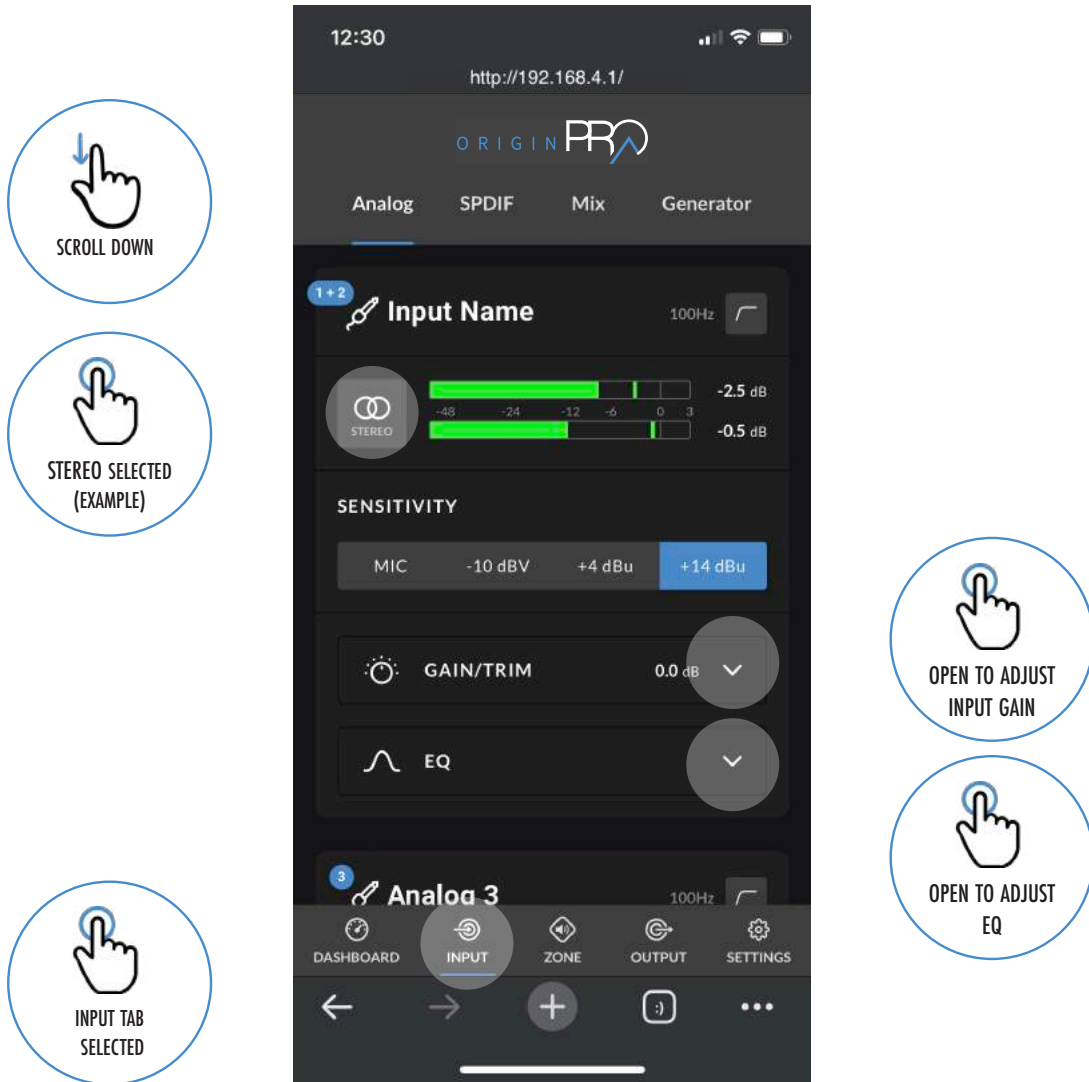 12:30
http://192.168.4.1/
ORIGIN PRO
Analog SPDIF Mix Generator
SCROLL DOWN
1 + 2
Input Name 100Hz
-2.5 dB
-48 -24 -12 -6 0 3
STEREO
-0.5 dB
STEREO SELECTED
(EXAMPLE)
SENSITIVITY
MIC -10 dBV +4 dBu +14 dBu
GAIN/TRIM 0.0 dB
OPEN TO ADJUST
INPUT GAIN
EQ
3
Analog 3 100Hz
OPEN TO ADJUST
EQ
DASHBOARD INPUT ZONE OUTPUT SETTINGS
:)
INPUT TAB
SELECTED